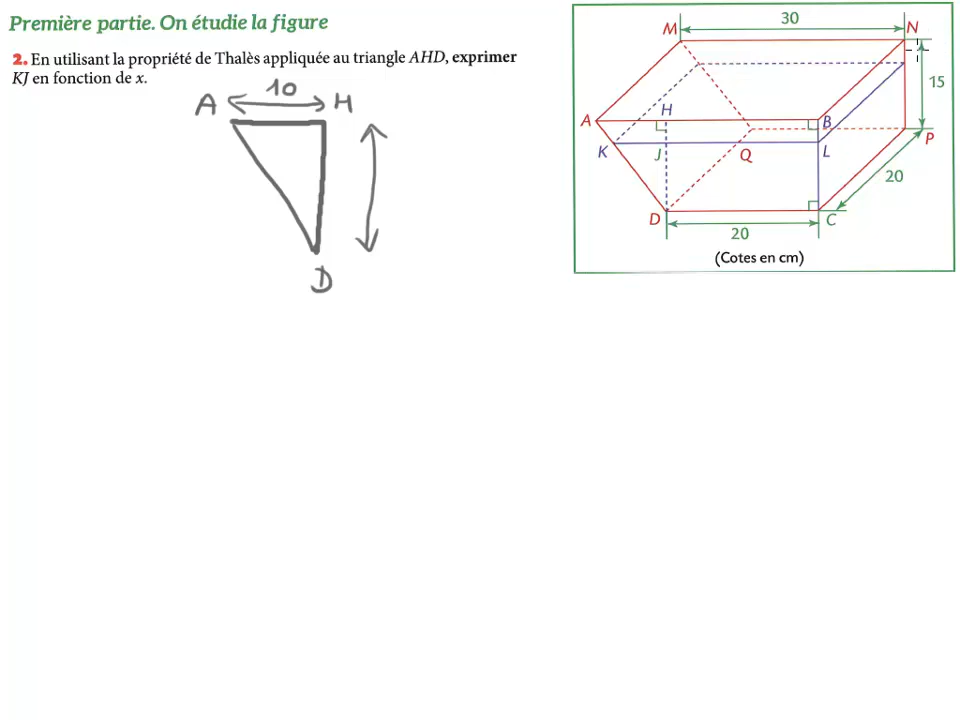 Première partie. On étudie la figure
2. En utilisant la propriété de Thalès appliquée au triangle AHD, exprimer
KJ en fonction de x.
A 10 H
D
30
M N
15
H
A B
P
K J Q L
20
D C
20
(Cotes en cm)